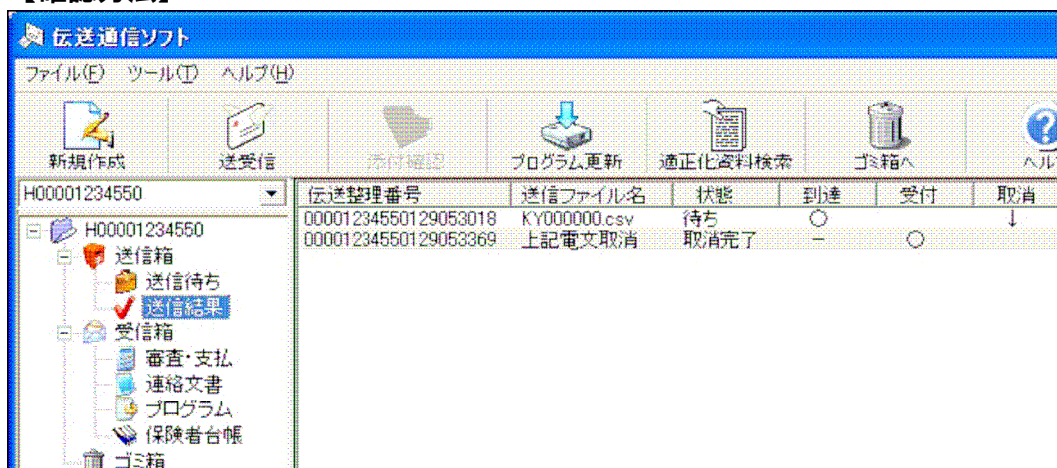 伝送通信ソフト
ファイル(F) ツール(T) ヘルプ(H)
新規作成 送受信 プログラム更新 適正化資料検索 ゴミ箱へ ヘル
H00001234550
伝送整理番号 送信ファイル名 状態 到達 受付 取消
00001234550129053018 KY000000.csv 待ち ○ ↓
00001234550129053369 上記電文取消 取消完了 － ○
H00001234550
送信箱
送信待ち
送信結果
受信箱
審査・支払
連絡文書
プログラム
保険者台帳
ゴミ箱